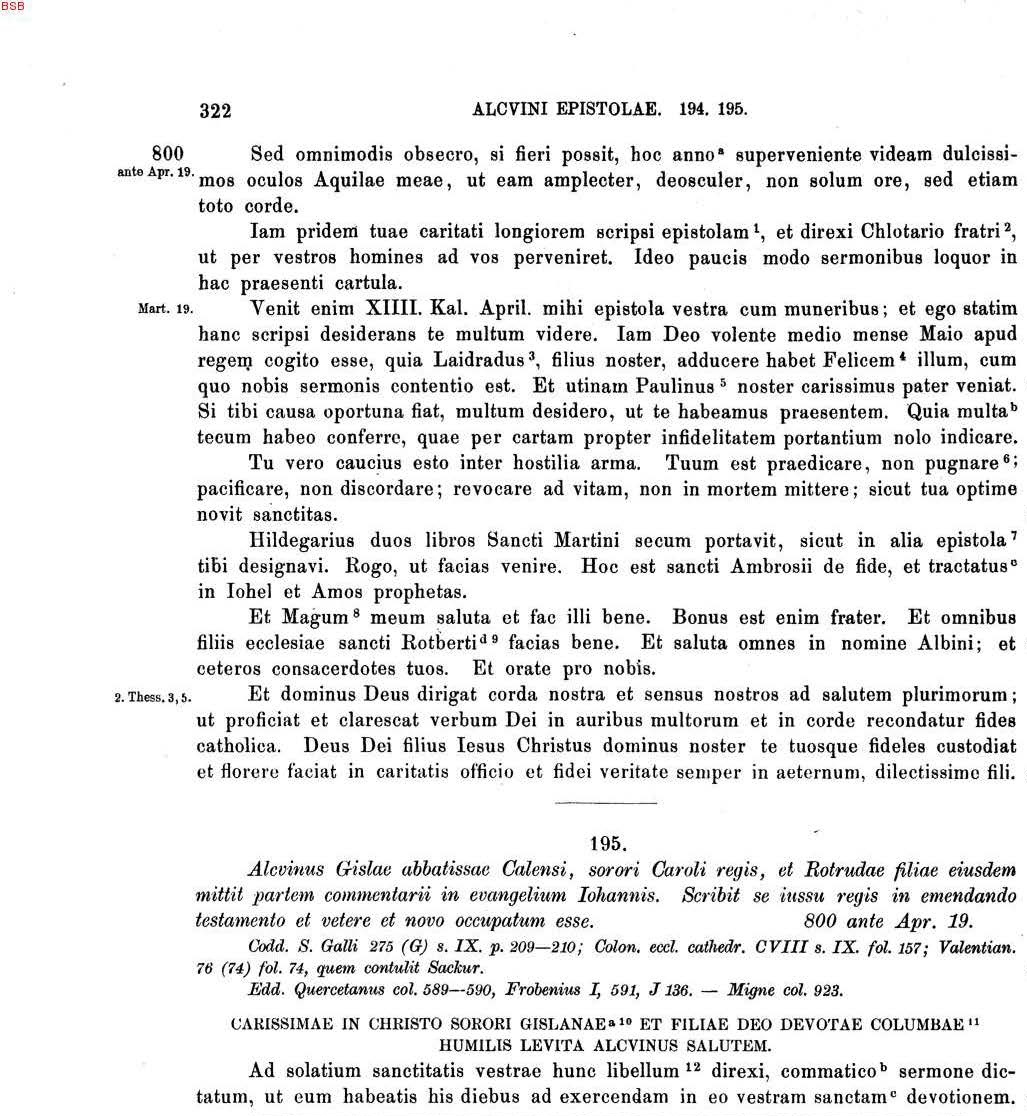 BSB
322 ALCVINI EPISTOLAE. 194. 195.
800 Sed omnimodis obsecro, si fieri possit, hoc anno ᵃ superveniente videam dulcissi-
ante Apr. 19. mos oculos Aquilae meae, ut eam amplecter, deosculer, non solum ore, sed etiam
toto corde.
Iam pridem tuae caritati longiorem scripsi epistolam ¹, et direxi Chlotario fratri ²,
ut per vestros homines ad vos perveniret. Ideo paucis modo sermonibus loquor in
hac praesenti cartula.
Mart. 19. Venit enim XIIII. Kal. April. mihi epistola vestra cum muneribus; et ego statim
hanc scripsi desiderans te multum videre. Iam Deo volente medio mense Maio apud
regem cogito esse, quia Laidradus ³, filius noster, adducere habet Felicem ⁴ illum, cum
quo nobis sermonis contentio est. Et utinam Paulinus ⁵ noster carissimus pater veniat.
Si tibi causa oportuna fiat, multum desidero, ut te habeamus praesentem. Quia multa ᵇ
tecum habeo conferre, quae per cartam propter infidelitatem portantium nolo indicare.
Tu vero caucius esto inter hostilia arma. Tuum est praedicare, non pugnare ⁶;
pacificare, non discordare; revocare ad vitam, non in mortem mittere; sicut tua optime
novit sanctitas.
Hildegarius duos libros Sancti Martini secum portavit, sicut in alia epistola ⁷
tibi designavi. Rogo, ut facias venire. Hoc est sancti Ambrosii de fide, et tractatus ᶜ
in Iohel et Amos prophetas.
Et Magum ⁸ meum saluta et fac illi bene. Bonus est enim frater. Et omnibus
filiis ecclesiae sancti Rotberti ᵈ ⁹ facias bene. Et saluta omnes in nomine Albini; et
ceteros consacerdotes tuos. Et orate pro nobis.
2. Thess. 3, 5. Et dominus Deus dirigat corda nostra et sensus nostros ad salutem plurimorum;
ut proficiat et clarescat verbum Dei in auribus multorum et in corde recondatur fides
catholica. Deus Dei filius Iesus Christus dominus noster te tuosque fideles custodiat
et florere faciat in caritatis officio et fidei veritate semper in aeternum, dilectissime fili.
195.
Alcvinus Gislae abbatissae Calensi, sorori Caroli regis, et Rotrudae filiae eiusdem
mittit partem commentarii in evangelium Iohannis. Scribit se iussu regis in emendando
testamento et vetere et novo occupatum esse. 800 ante Apr. 19.
Codd. S. Galli 275 (G) s. IX. p. 209—210; Colon. eccl. cathedr. CVIII s. IX. fol. 157; Valentian.
76 (74) fol. 74, quem contulit Sackur.
Edd. Quercetanus col. 589—590, Frobenius I, 591, J 136. — Migne col. 923.
CARISSIMAE IN CHRISTO SORORI GISLANAE ᵃ ¹⁰ ET FILIAE DEO DEVOTAE COLUMBAE ¹¹
HUMILIS LEVITA ALCVINUS SALUTEM.
Ad solatium sanctitatis vestrae hunc libellum ¹² direxi, commatico ᵇ sermone dic-
tatum, ut eum habeatis his diebus ad exercendam in eo vestram sanctam ᶜ devotionem.